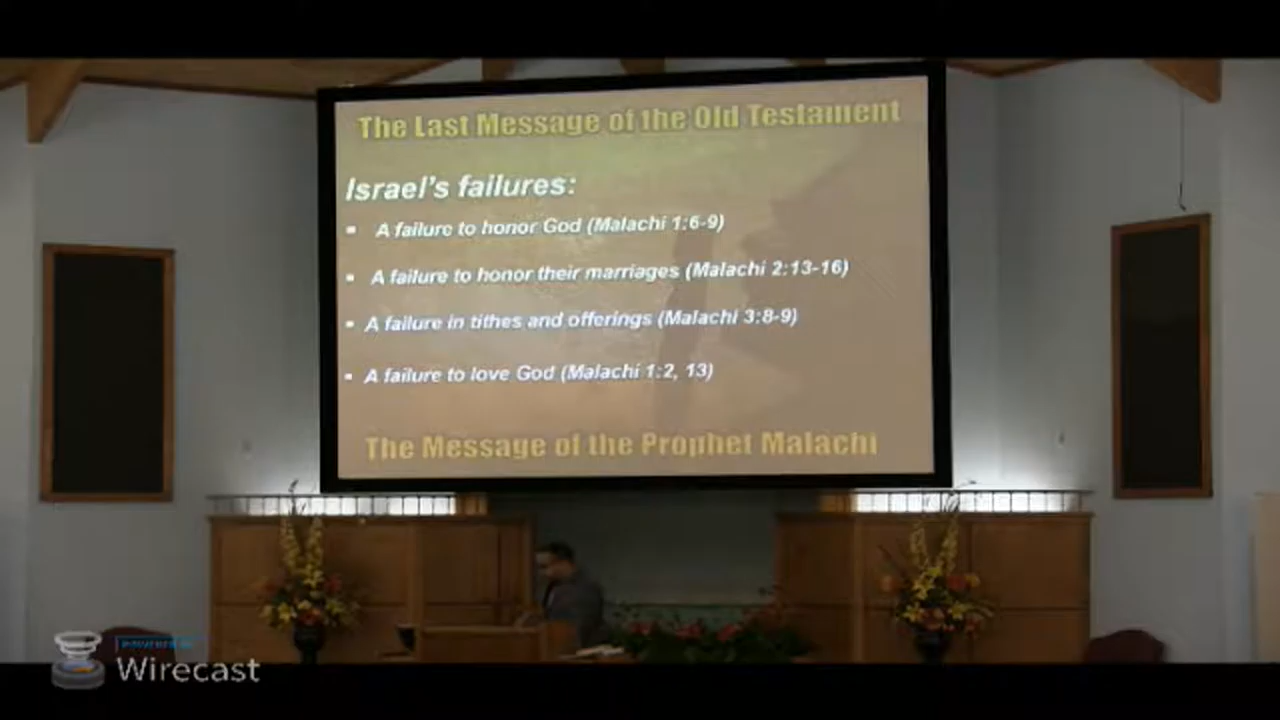 The Last Message of the Old Testament
Israel's failures:
▪ A failure to honor God (Malachi 1:6-9)
▪ A failure to honor their marriages (Malachi 2:13-16)
▪ A failure in tithes and offerings (Malachi 3:8-9)
▪ A failure to love God (Malachi 1:2, 13)
The Message of the Prophet Malachi
Wirecast